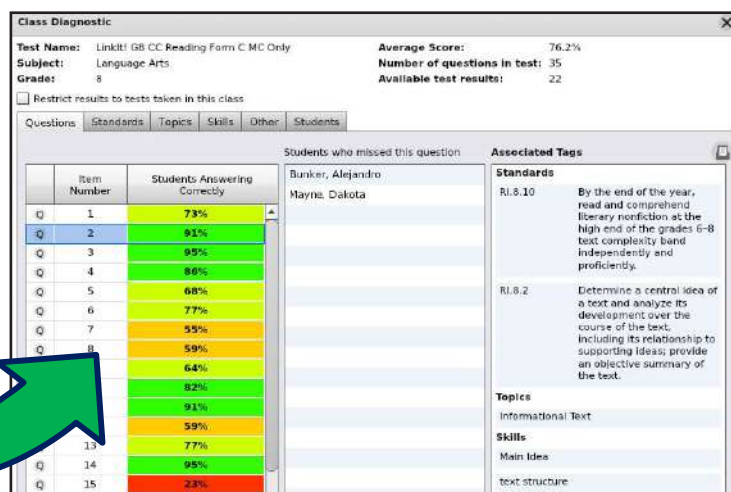 Class Diagnostic X
Test Name: LinkIt! G8 CC Reading Form C MC Only Average Score: 76.2%
Subject: Language Arts Number of questions in test: 35
Grade: 8 Available test results: 22
Restrict results to tests taken in this class
Questions Standards Topics Skills Other Students
Students who missed this question
Item Number Students Answering Correctly
Q 1 73%
Q 2 91%
Q 3 95%
Q 4 86%
Q 5 68%
Q 6 77%
Q 7 55%
Q 8 59%
64%
82%
91%
59%
13 77%
Q 14 95%
Q 15 23%
Bunker, Alejandro
Mayne, Dakota
Associated Tags
Standards
RI.8.10 By the end of the year,
read and comprehend
literary nonfiction at the
high end of the grades 6-8
text complexity band
independently and
proficiently.
RI.8.2 Determine a central idea of
a text and analyze its
development over the
course of the text,
including its relationship to
supporting ideas; provide
an objective summary of
the text.
Topics
Informational Text
Skills
Main Idea
text structure